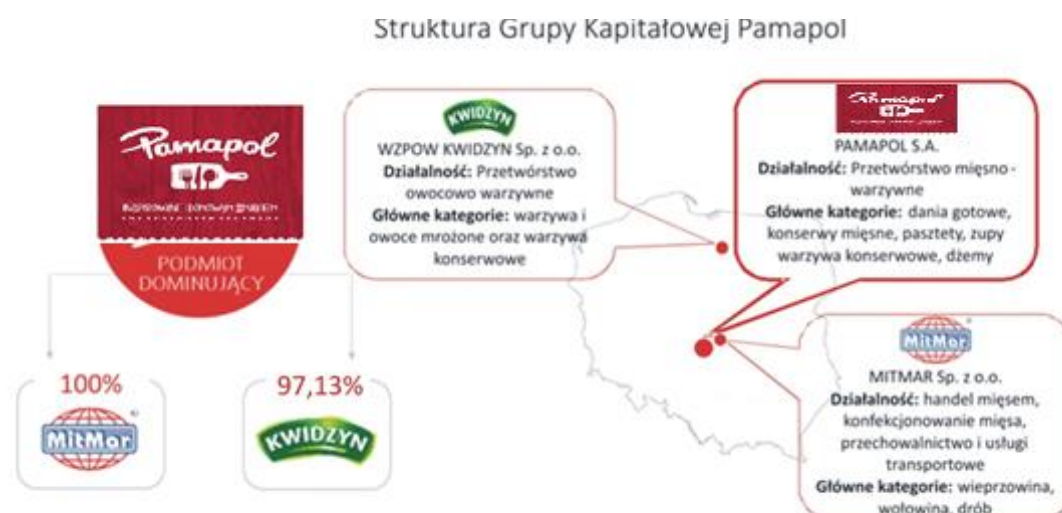 Struktura Grupy Kapitałowej Pamapol
Pamapol
PODMIOT
DOMINUJĄCY
100%
MitMar
97,13%
KWIDZYN
KWIDZYN
WZPOW KWIDZYN Sp. z o.o.
Działalność: Przetwórstwo
owocowo warzywne
Główne kategorie: warzywa i
owoce mrożone oraz warzywa
konserwowe
Pamapol
PAMAPOL S.A.
Działalność: Przetwórstwo mięsno-
warzywne
Główne kategorie: dania gotowe,
konserwy mięsne, pasztety, zupy
warzywa konserwowe, dżemy
MitMar
MITMAR Sp. z o.o.
Działalność: handel mięsem,
konfekcjonowanie mięsa,
przechowalnictwo i usługi
transportowe
Główne kategorie: wieprzowina,
wołowina, drób